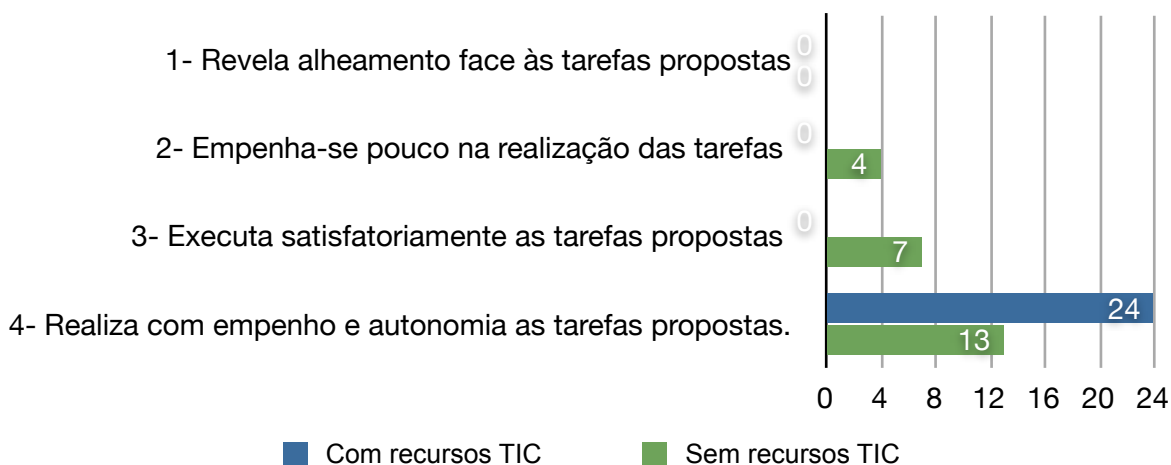 1- Revela alheamento face às tarefas propostas
0
0
2- Empenha-se pouco na realização das tarefas
0
4
3- Executa satisfatoriamente as tarefas propostas
0
7
4- Realiza com empenho e autonomia as tarefas propostas.
24
13
0 4 8 12 16 20 24
Com recursos TIC Sem recursos TIC